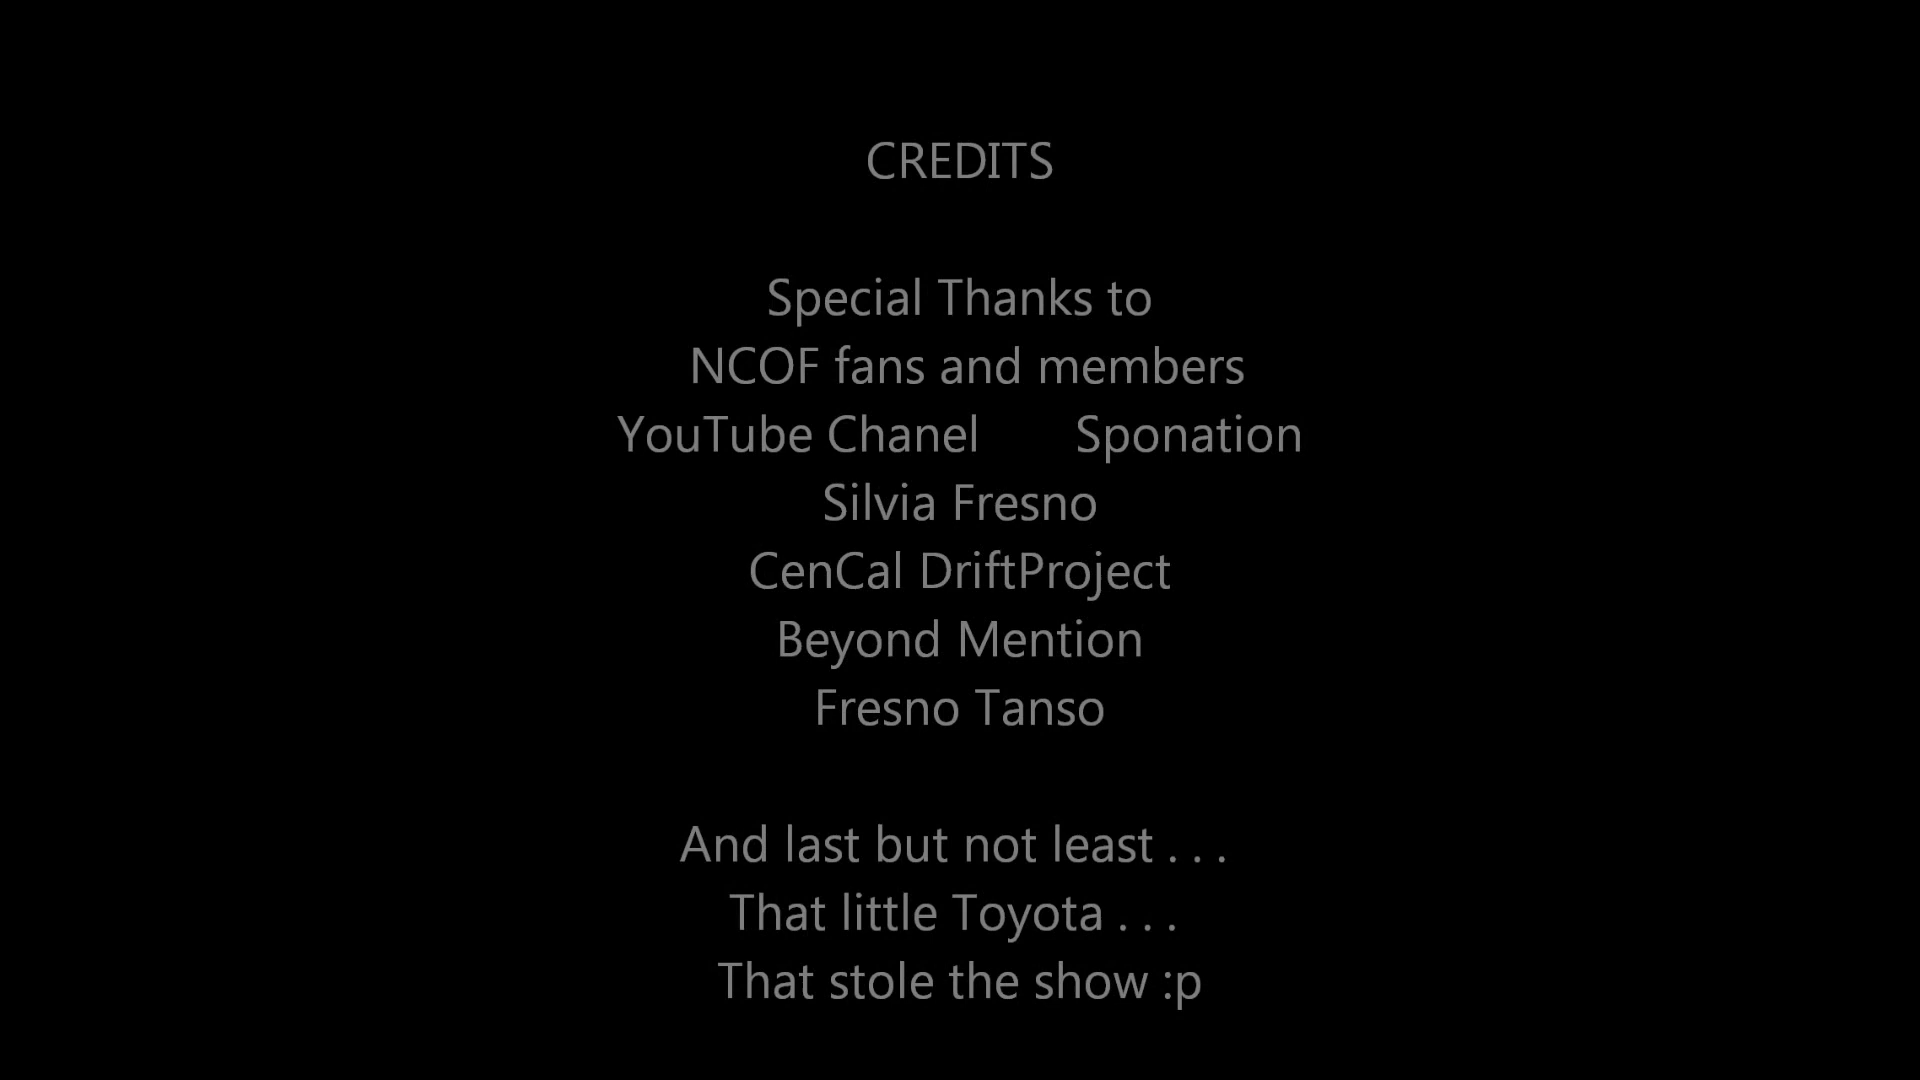 CREDITS
Special Thanks to
NCOF fans and members
YouTube Chanel Sponation
Silvia Fresno
CenCal DriftProject
Beyond Mention
Fresno Tanso
And last but not least . . .
That little Toyota . . .
That stole the show :p